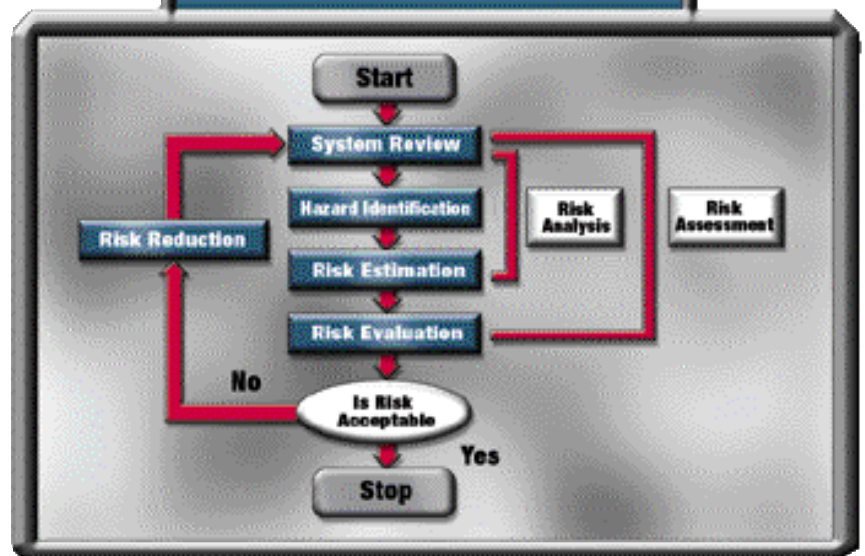 Start
System Review
Hazard Identification
Risk
Analysis
Risk
Assessment
Risk Reduction
Risk Estimation
Risk Evaluation
No
Is Risk
Acceptable
Yes
Stop